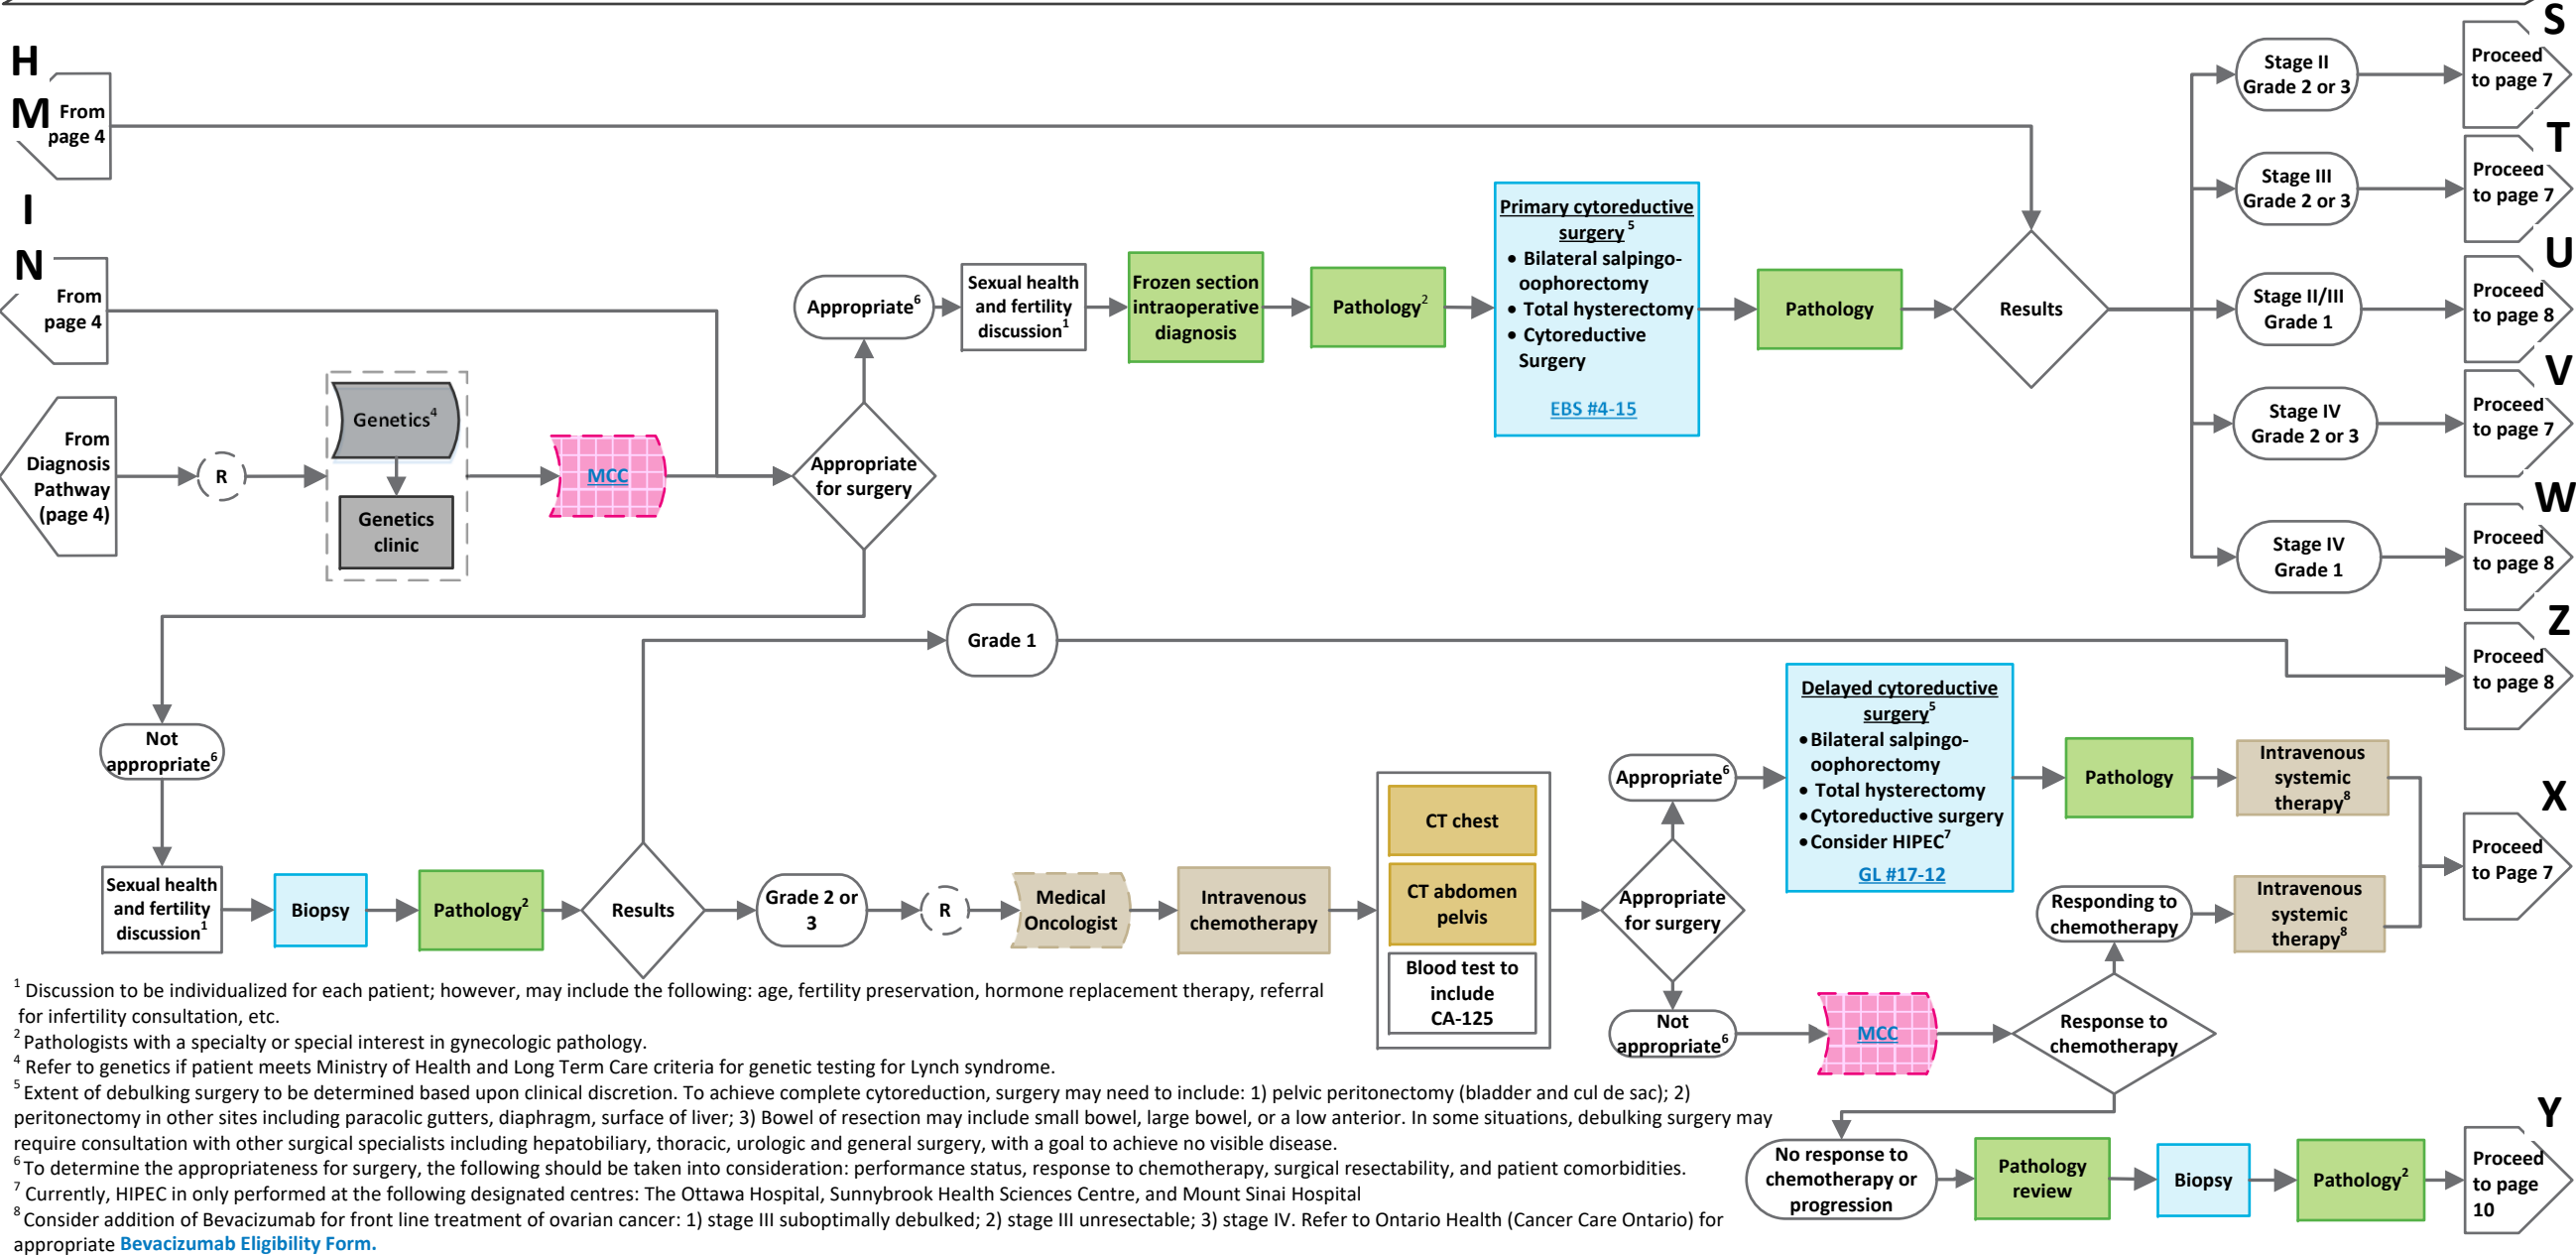 H
M
From
page 4
I
N
From
page 4
From
Diagnosis
Pathway
(page 4)
R
Genetics4
Genetics
clinic
MCC
Appropriate
for surgery
Appropriate6
Sexual health
and fertility
discussion1
Frozen section
intraoperative
diagnosis
Pathology2
Primary cytoreductive
surgery5
• Bilateral salpingo-
oophorectomy
• Total hysterectomy
• Cytoreductive
Surgery
EBS #4-15
Pathology
Results
Stage II
Grade 2 or 3
S
Proceed
to page 7
Stage III
Grade 2 or 3
T
Proceed
to page 7
Stage II/III
Grade 1
U
Proceed
to page 8
Stage IV
Grade 2 or 3
V
Proceed
to page 7
Stage IV
Grade 1
W
Proceed
to page 8
Grade 1
Z
Proceed
to page 8
Not
appropriate6
Sexual health
and fertility
discussion1
Biopsy
Pathology2
Results
Grade 2 or
3
R
Medical
Oncologist
Intravenous
chemotherapy
CT chest
CT abdomen
pelvis
Blood test to
include
CA-125
Appropriate
for surgery
Appropriate6
Delayed cytoreductive
surgery5
• Bilateral salpingo-
oophorectomy
• Total hysterectomy
• Cytoreductive surgery
• Consider HIPEC7
GL #17-12
Pathology
Intravenous
systemic
therapy8
X
Proceed
to Page 7
Not
appropriate6
MCC
Response to
chemotherapy
Responding to
chemotherapy
Intravenous
systemic
therapy8
No response to
chemotherapy or
progression
Pathology
review
Biopsy
Pathology2
Y
Proceed
to page
10
1 Discussion to be individualized for each patient; however, may include the following: age, fertility preservation, hormone replacement therapy, referral
for infertility consultation, etc.
2 Pathologists with a specialty or special interest in gynecologic pathology.
4 Refer to genetics if patient meets Ministry of Health and Long Term Care criteria for genetic testing for Lynch syndrome.
5 Extent of debulking surgery to be determined based upon clinical discretion. To achieve complete cytoreduction, surgery may need to include: 1) pelvic peritonectomy (bladder and cul de sac); 2)
peritonectomy in other sites including paracolic gutters, diaphragm, surface of liver; 3) Bowel of resection may include small bowel, large bowel, or a low anterior. In some situations, debulking surgery may
require consultation with other surgical specialists including hepatobiliary, thoracic, urologic and general surgery, with a goal to achieve no visible disease.
6 To determine the appropriateness for surgery, the following should be taken into consideration: performance status, response to chemotherapy, surgical resectability, and patient comorbidities.
7 Currently, HIPEC in only performed at the following designated centres: The Ottawa Hospital, Sunnybrook Health Sciences Centre, and Mount Sinai Hospital
8 Consider addition of Bevacizumab for front line treatment of ovarian cancer: 1) stage III suboptimally debulked; 2) stage III unresectable; 3) stage IV. Refer to Ontario Health (Cancer Care Ontario) for
appropriate Bevacizumab Eligibility Form.